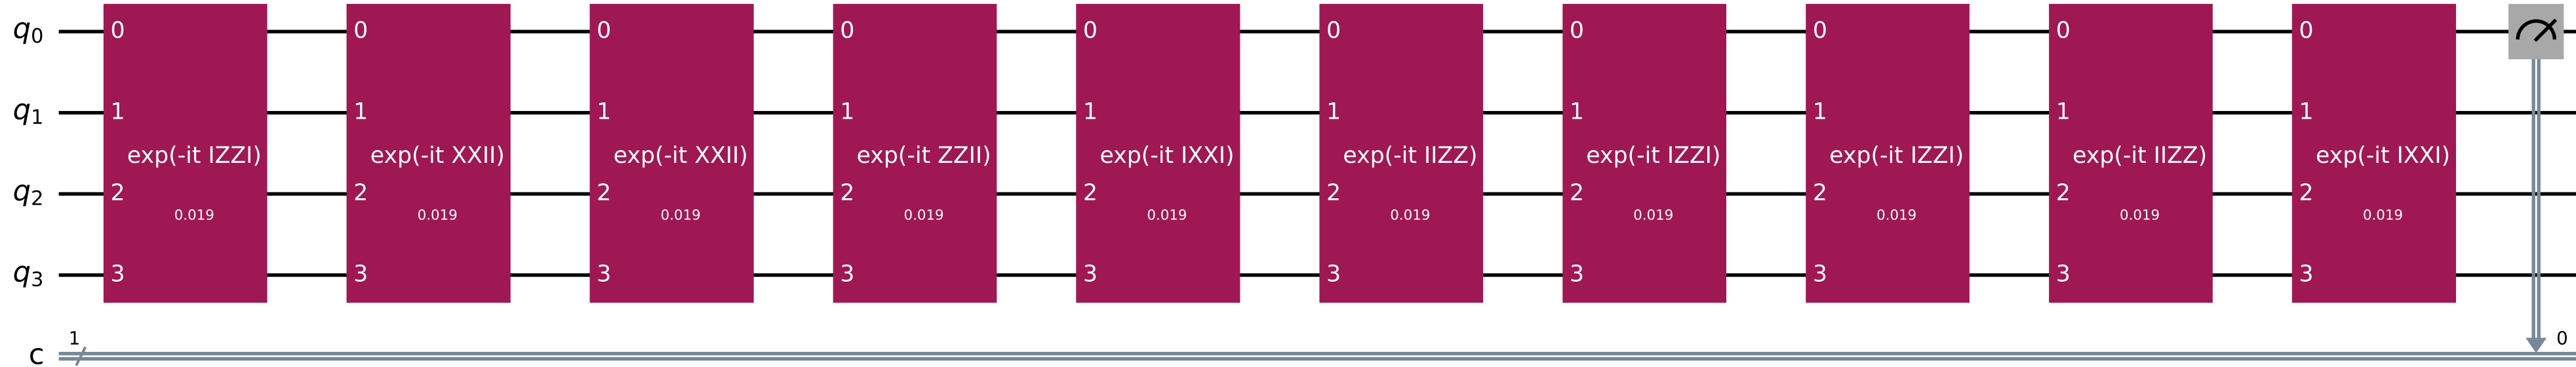 q0 0 0 0 0 0 0 0 0 0 0
q1 1 1 1 1 1 1 1 1 1 1
exp(-it IZZI) exp(-it XXII) exp(-it XXII) exp(-it ZZII) exp(-it IXXI) exp(-it IIZZ) exp(-it IZZI) exp(-it IZZI) exp(-it IIZZ) exp(-it IXXI)
q2 2 2 2 2 2 2 2 2 2 2
0.019 0.019 0.019 0.019 0.019 0.019 0.019 0.019 0.019 0.019
q3 3 3 3 3 3 3 3 3 3 3
1 0
c